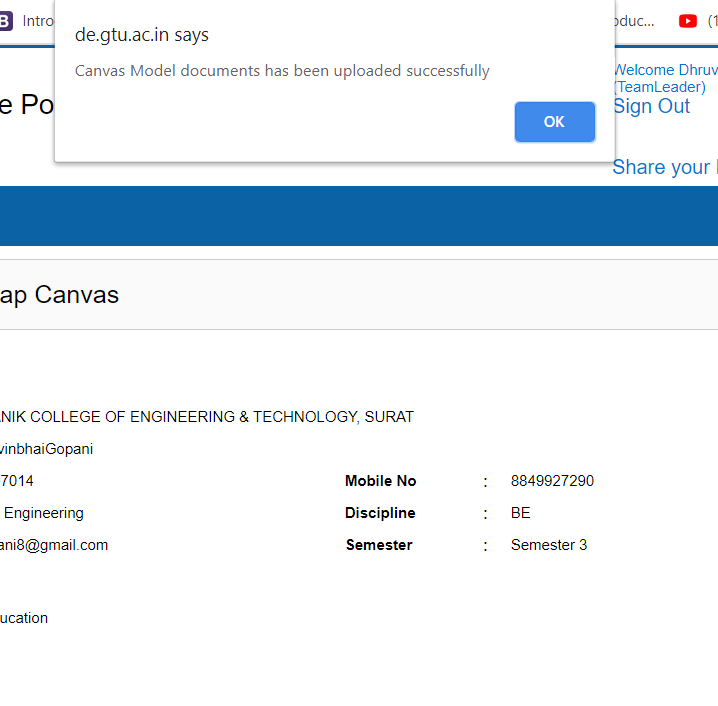 B Intro
de.gtu.ac.in says
Canvas Model documents has been uploaded successfully
OK
oduc...
(1
Welcome Dhruv
(TeamLeader)
Sign Out
e Po
Share your
ap Canvas
NIK COLLEGE OF ENGINEERING & TECHNOLOGY, SURAT
vinbhaiGopani
7014
Mobile No : 8849927290
Engineering
Discipline : BE
ani8@gmail.com
Semester : Semester 3
ucation